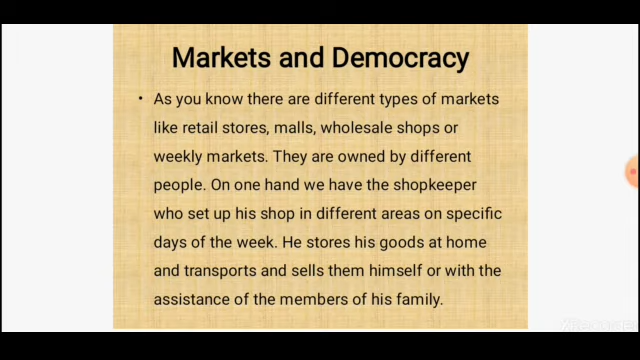 Markets and Democracy
• As you know there are different types of markets
like retail stores, malls, wholesale shops or
weekly markets. They are owned by different
people. On one hand we have the shopkeeper
who set up his shop in different areas on specific
days of the week. He stores his goods at home
and transports and sells them himself or with the
assistance of the members of his family.